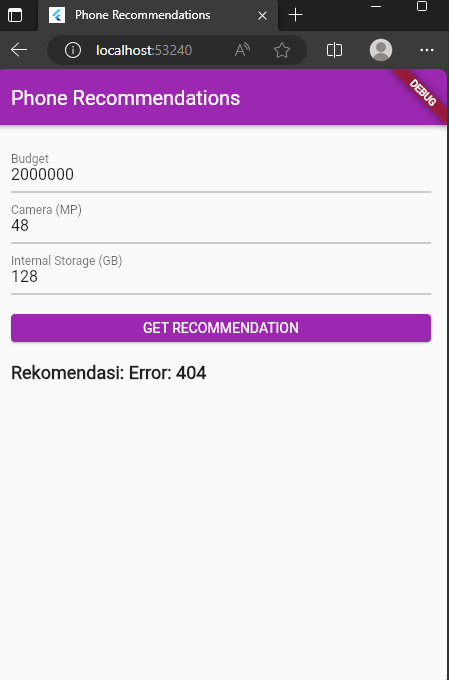 Phone Recommendations
localhost:53240
Phone Recommendations
DEBUG
Budget
2000000
Camera (MP)
48
Internal Storage (GB)
128
GET RECOMMENDATION
Rekomendasi: Error: 404